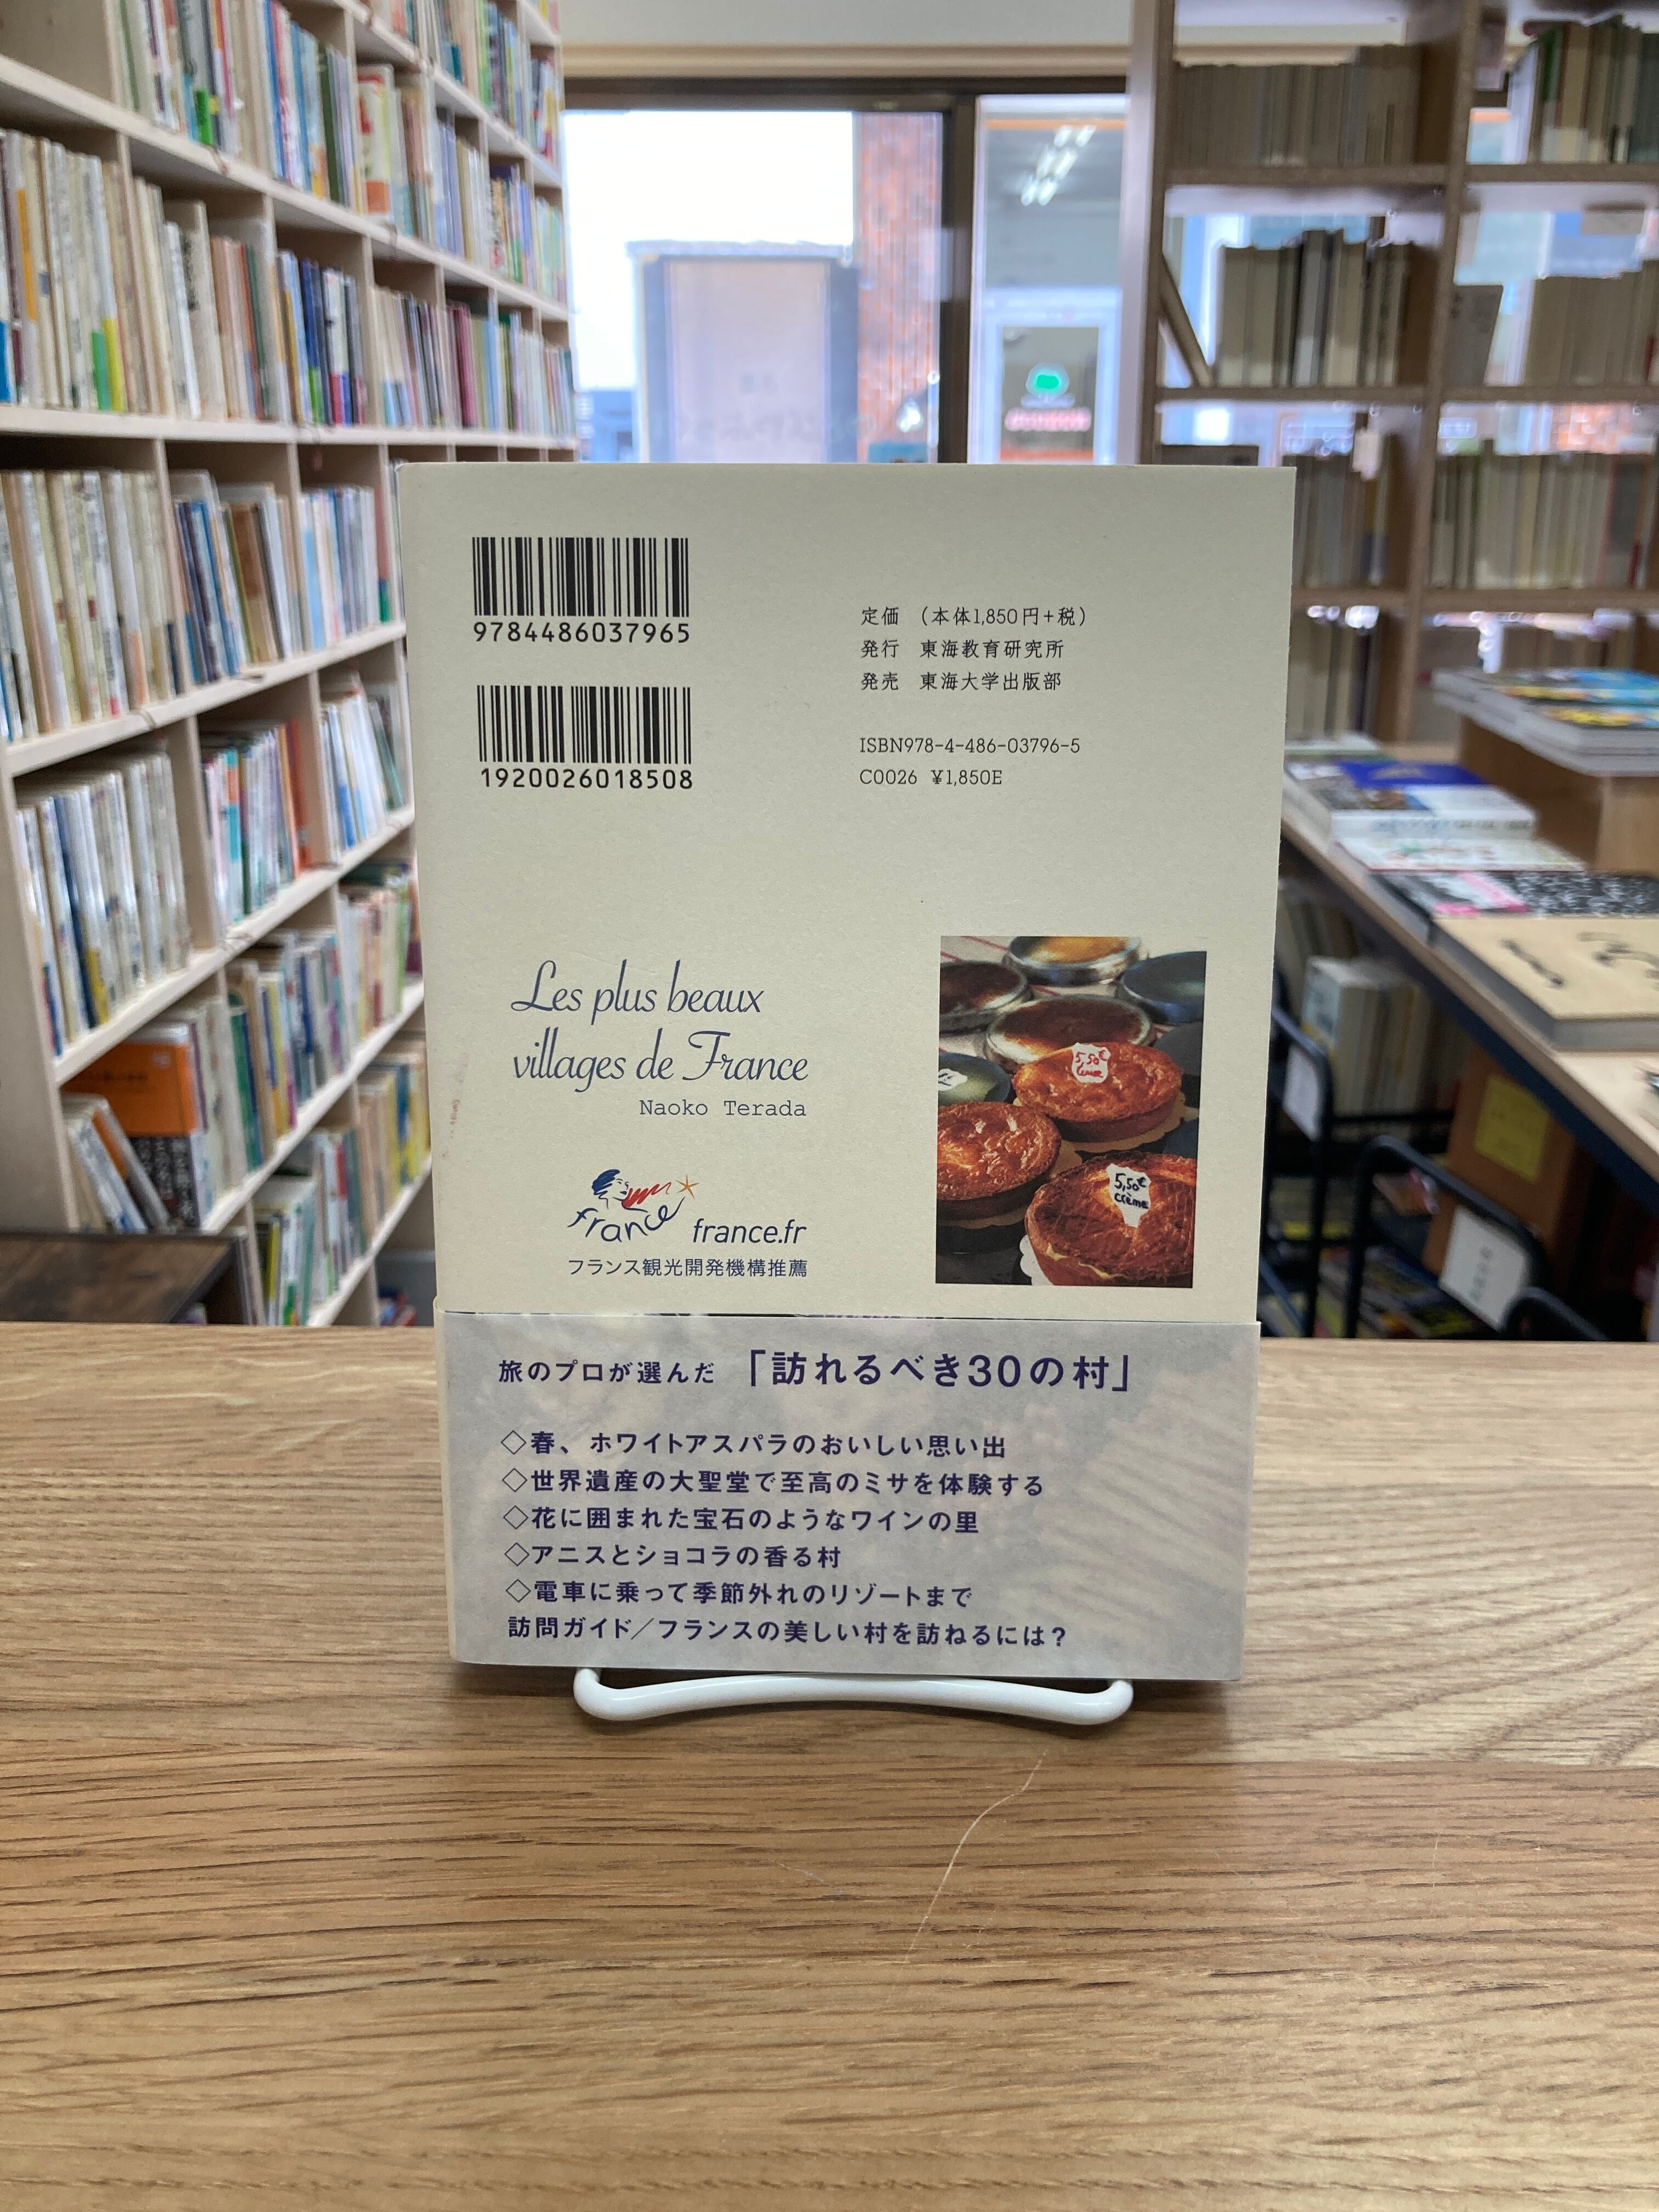 9784486037965
1920026018508
定価 (本体1,850円+税)
発行 東海教育研究所
発売 東海大学出版部
ISBN978-4-486-03796-5
C0026 ¥1,850E
Les plus beaux
villages de France
Naoko Terada
france
france.fr
フランス観光開発機構推薦
5,50€
5,50€
crème
旅のプロが選んだ 「訪れるべき30の村」
◇春、ホワイトアスパラのおいしい思い出
◇世界遺産の大聖堂で至高のミサを体験する
◇花に囲まれた宝石のようなワインの里
◇アニスとショコラの香る村
◇電車に乗って季節外れのリゾートまで
訪問ガイド/フランスの美しい村を訪ねるには?